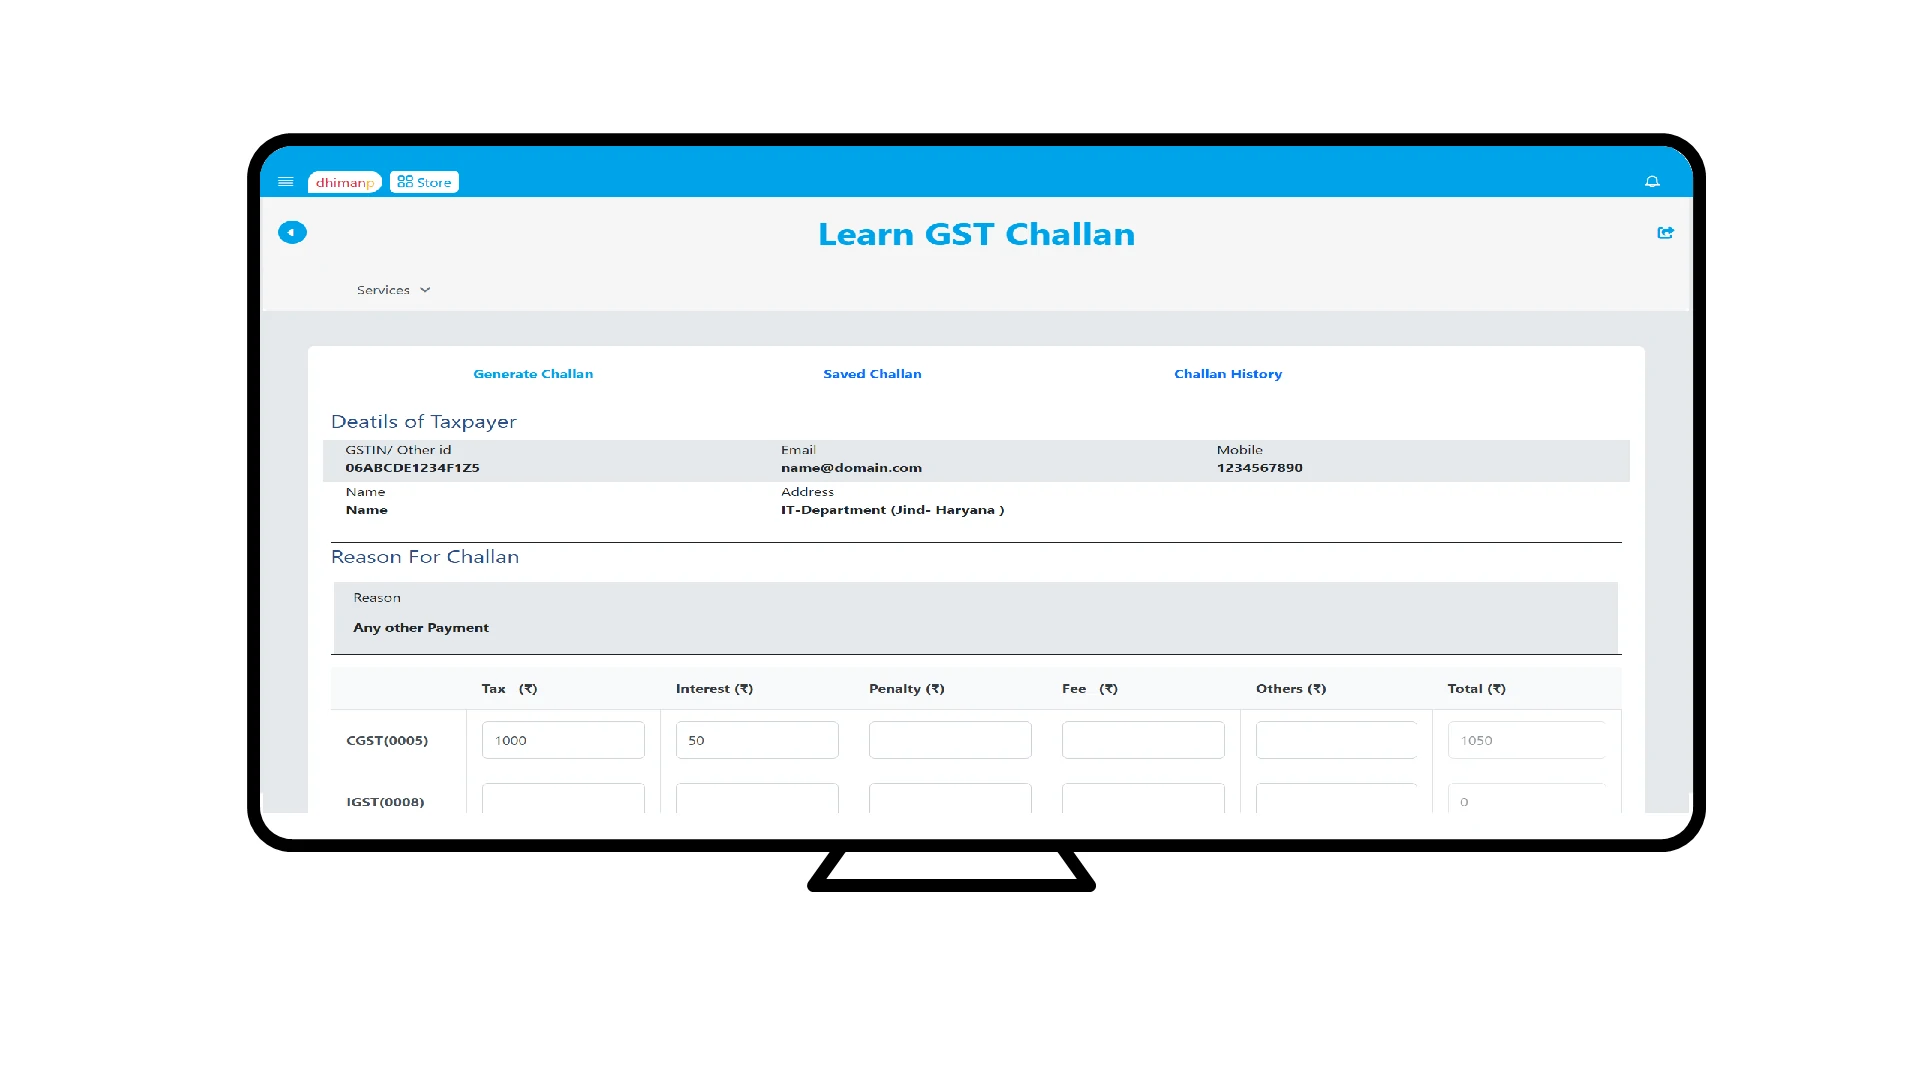 dhimanp Store
Learn GST Challan
Services
Generate Challan Saved Challan Challan History
Deatils of Taxpayer
GSTIN/ Other id Email Mobile
06ABCDE1234F1Z5 name@domain.com 1234567890
Name Address
Name IT-Department (Jind- Haryana )
Reason For Challan
Reason
Any other Payment
Tax (₹) Interest (₹) Penalty (₹) Fee (₹) Others (₹) Total (₹)
CGST(0005) 1000 50 1050
IGST(0008) 0